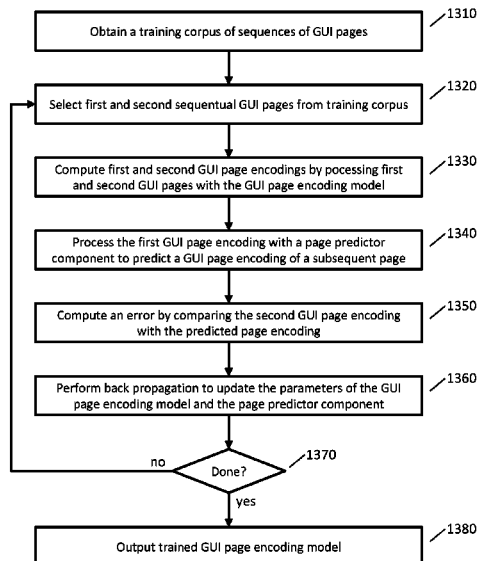 1310
Obtain a training corpus of sequences of GUI pages
1320
Select first and second sequentual GUI pages from training corpus
1330
Compute first and second GUI page encodings by pocessing first
and second GUI pages with the GUI page encoding model
1340
Process the first GUI page encoding with a page predictor
component to predict a GUI page encoding of a subsequent page
1350
Compute an error by comparing the second GUI page encoding
with the predicted page encoding
1360
Perform back propagation to update the parameters of the GUI
page encoding model and the page predictor component
1370
no
Done?
yes
1380
Output trained GUI page encoding model